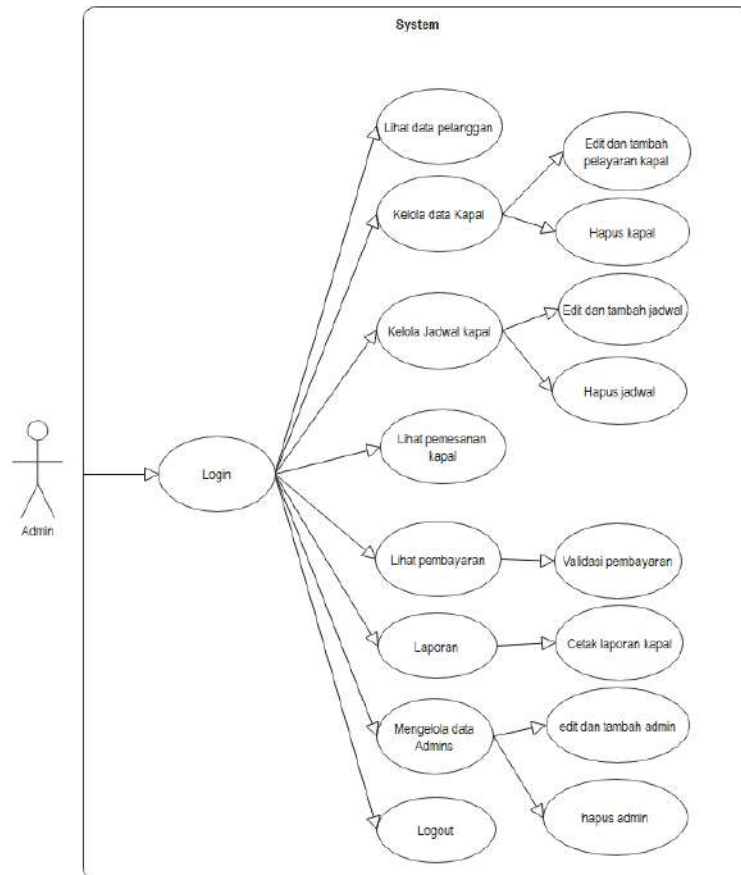 System
Lihat data pelanggan
Edit dan tambah
pelayaran kapal
Kelola data Kapal
Hapus kapal
Edit dan tambah jadwal
Kelola Jadwal kapal
Hapus jadwal
Lihat pemesanan
kapal
Login
Admin
Lihat pembayaran
Validasi pembayaran
Laporan
Cetak laporan kapal
Mengelola data
Admins
edit dan tambah admin
hapus admin
Logout